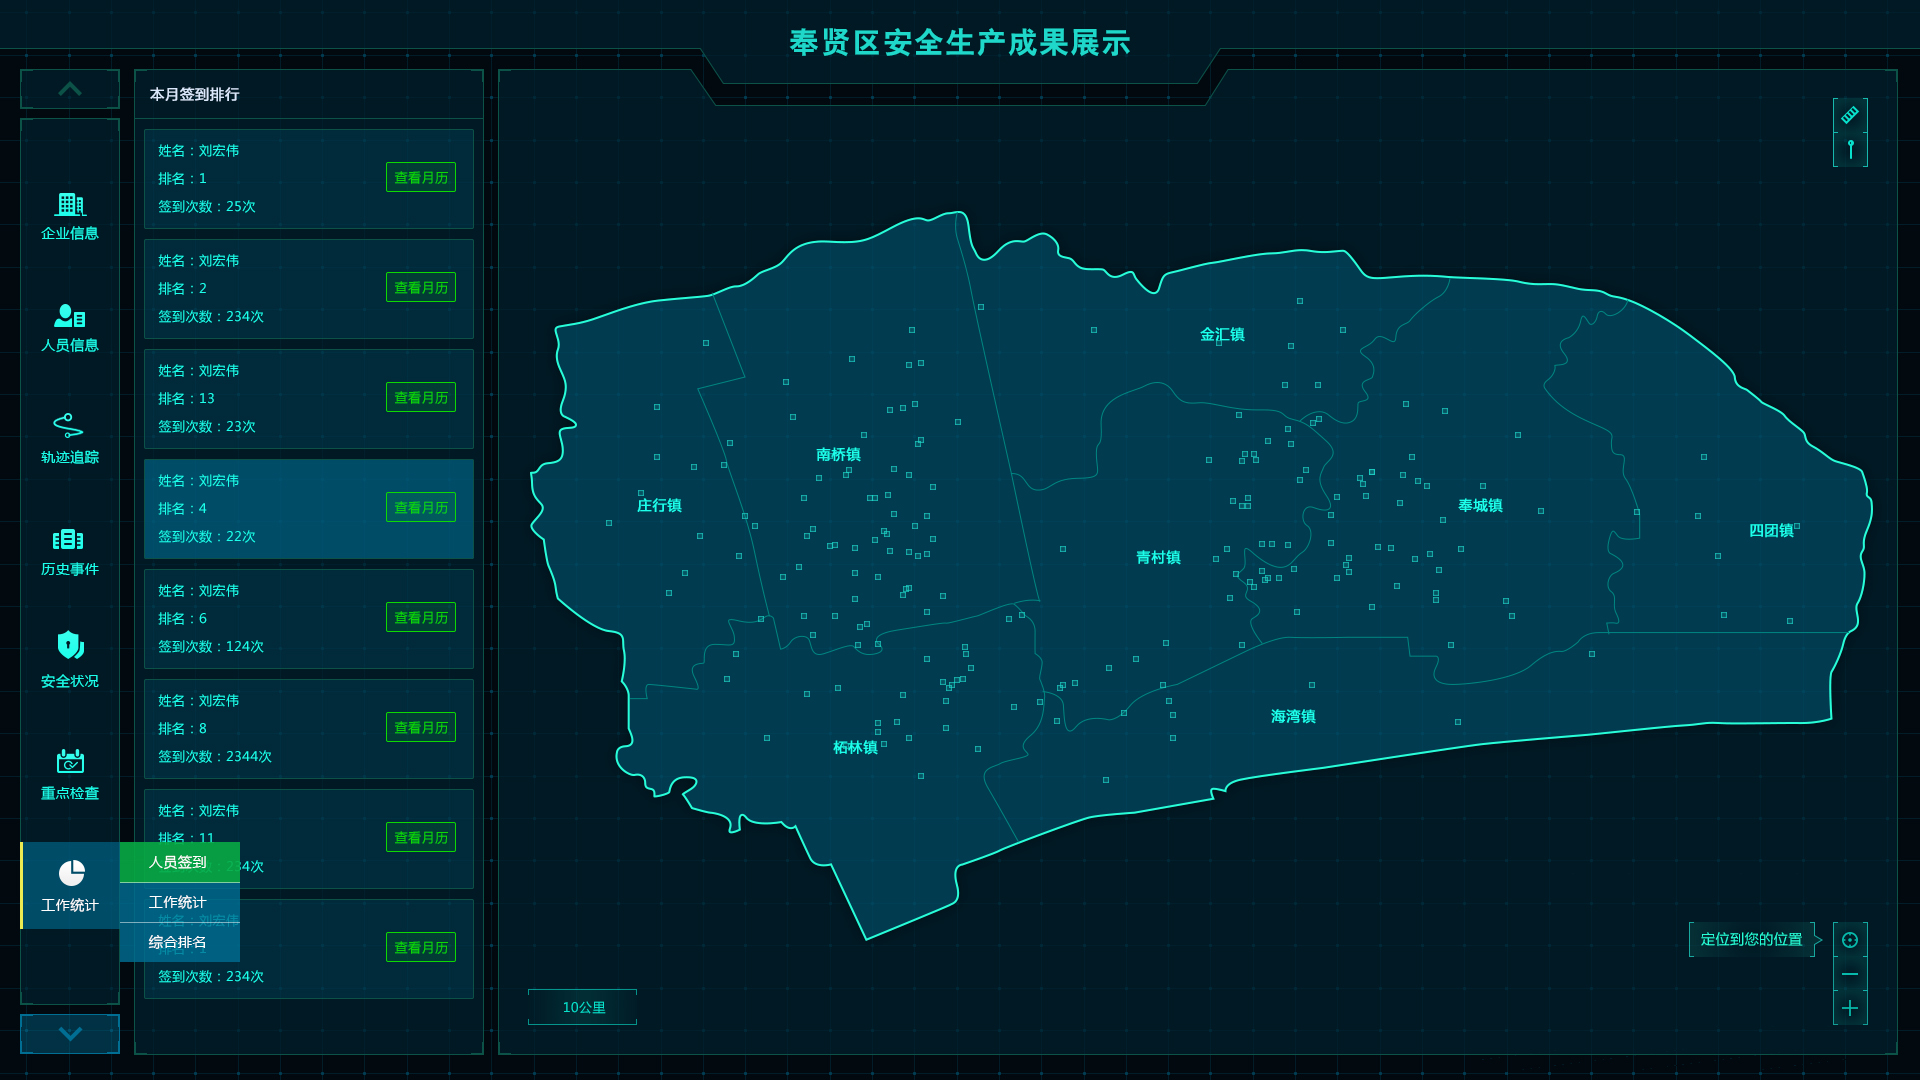 奉贤区安全生产成果展示
企业信息
人员信息
轨迹追踪
历史事件
安全状况
重点检查
工作统计
人员签到
工作统计
综合排名
本月签到排行
姓名：刘宏伟
排名：1
签到次数：25次
查看月历
姓名：刘宏伟
排名：2
签到次数：234次
查看月历
姓名：刘宏伟
排名：13
签到次数：23次
查看月历
姓名：刘宏伟
排名：4
签到次数：22次
查看月历
姓名：刘宏伟
排名：6
签到次数：124次
查看月历
姓名：刘宏伟
排名：8
签到次数：2344次
查看月历
姓名：刘宏伟
排名：11
234次
查看月历
姓名：刘宏伟
签到次数：234次
查看月历
金汇镇
南桥镇
庄行镇
奉城镇
四团镇
青村镇
海湾镇
柘林镇
定位到您的位置
10公里